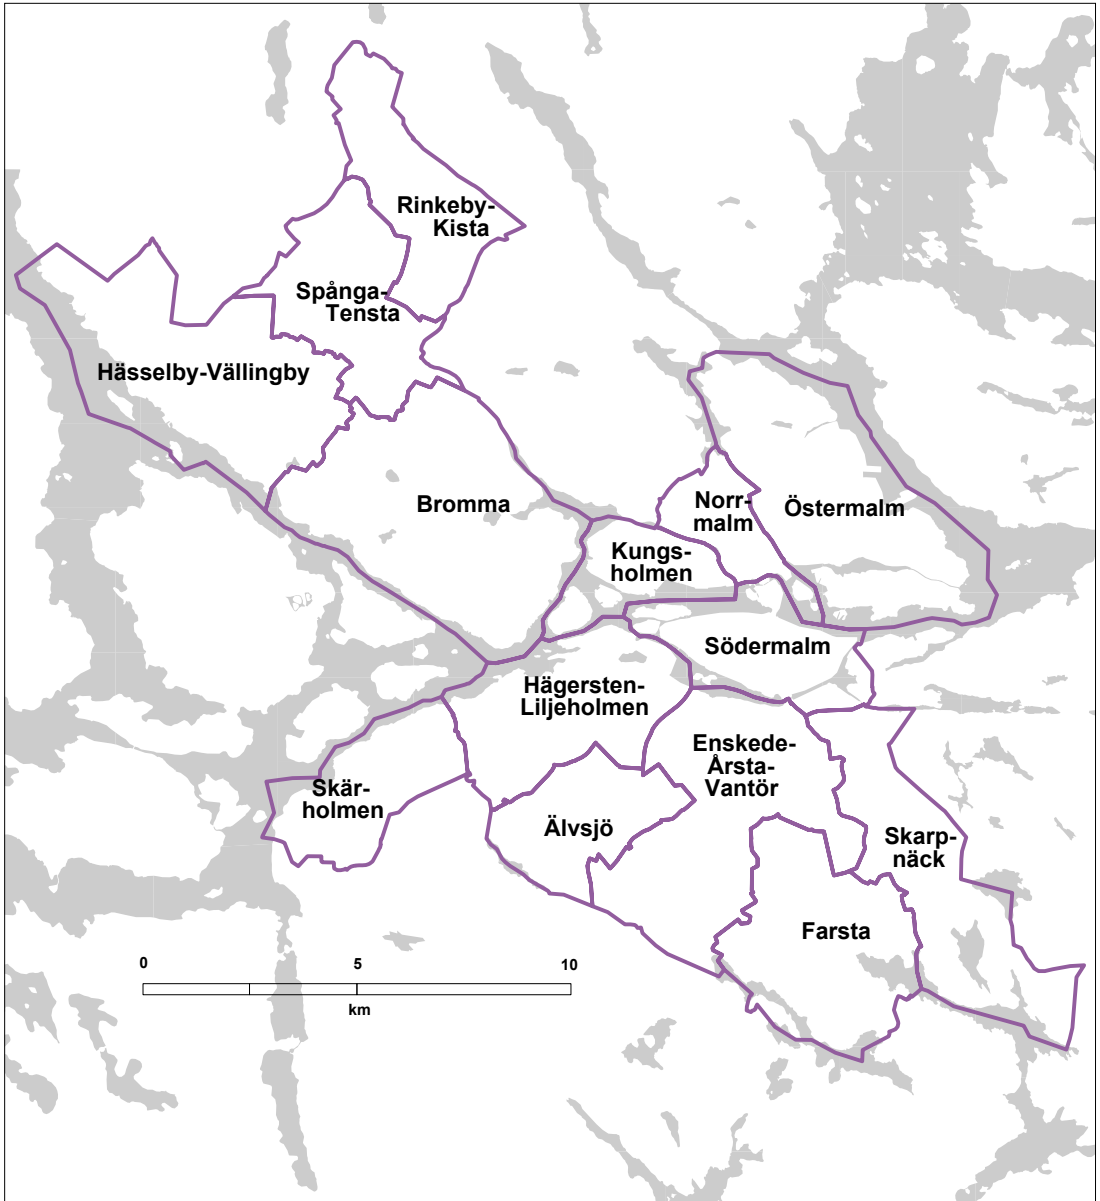 Rinkeby-
Kista
Spånga-
Tensta
Hässelby-Vällingby
Bromma
Norr-
malm
Östermalm
Kungs-
holmen
Södermalm
Hägersten-
Liljeholmen
Enskede-
Årsta-
Vantör
Skär-
holmen
Älvsjö
Skarp-
näck
Farsta
0 5 10
km